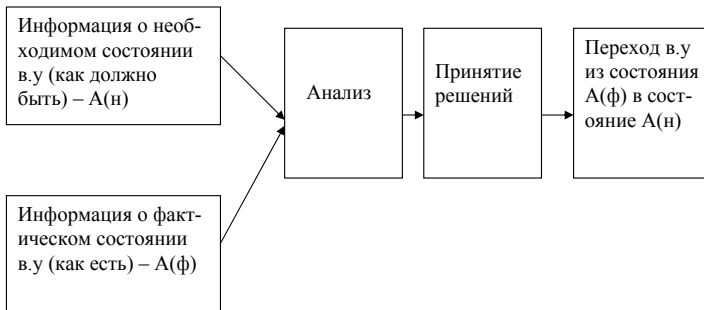 Информация о необ-
ходимом состоянии
в.у (как должно
быть) – А(н)
Информация о факт-
ическом состоянии
в.у (как есть) – А(ф)
Анализ
Принятие
решений
Переход в.у
из состояния
А(ф) в сост-
ояние А(н)